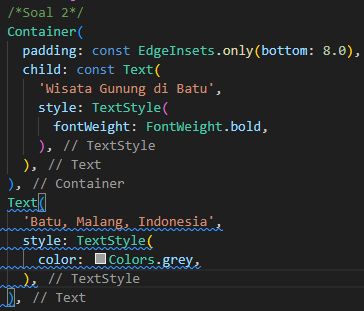 /*Soal 2*/
Container(
  padding: const EdgeInsets.only(bottom: 8.0),
  child: const Text(
    'Wisata Gunung di Batu',
    style: TextStyle(
      fontWeight: FontWeight.bold,
    ), // TextStyle
  ), // Text
), // Container
Text(
  'Batu, Malang, Indonesia',
  style: TextStyle(
    color: Colors.grey,
  ), // TextStyle
), // Text